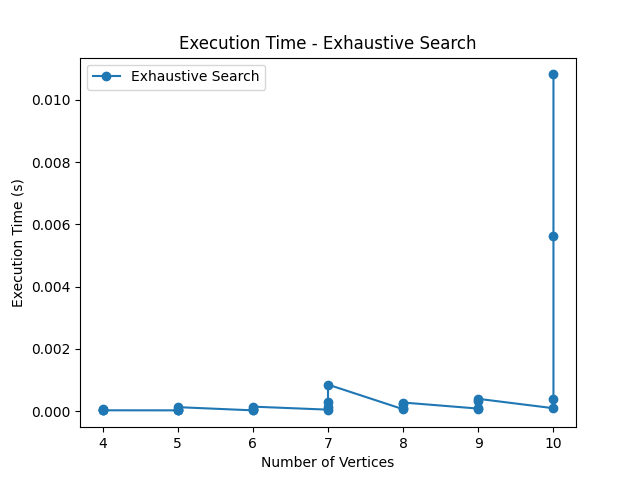 Execution Time - Exhaustive Search
Exhaustive Search
0.010
0.008
0.006
0.004
0.002
0.000
Execution Time (s)
4 5 6 7 8 9 10
Number of Vertices